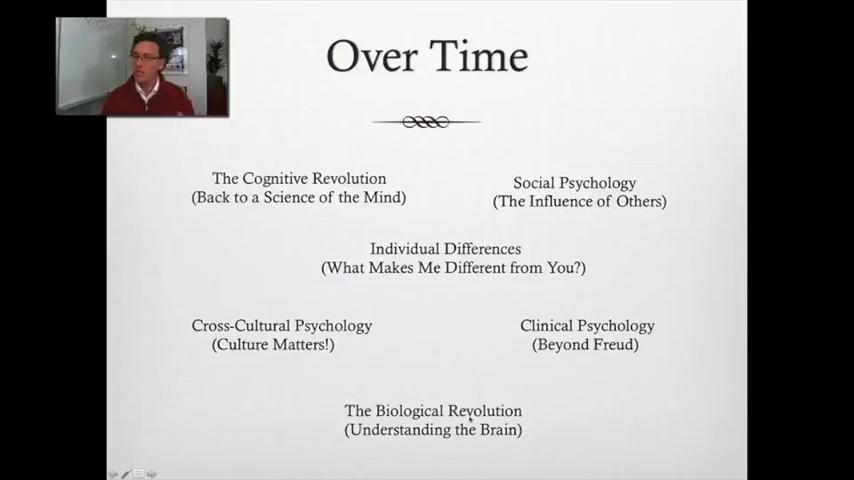 Over Time
The Cognitive Revolution
(Back to a Science of the Mind)
Social Psychology
(The Influence of Others)
Individual Differences
(What Makes Me Different from You?)
Cross-Cultural Psychology
(Culture Matters!)
Clinical Psychology
(Beyond Freud)
The Biological Revolution
(Understanding the Brain)